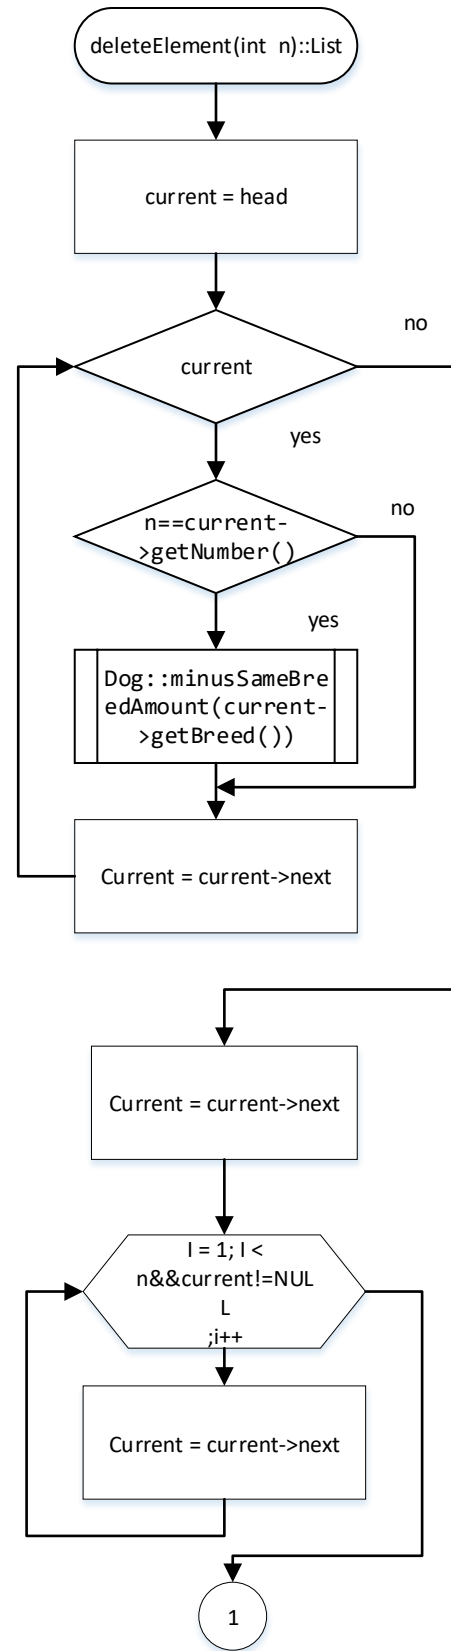 deleteElement(int n)::List
current = head
no
current
yes
no
n==current-
>getNumber()
yes
Dog::minusSameBre
edAmount(current-
>getBreed())
Current = current->next
Current = current->next
I = 1; I <
n&&current!=NUL
L
;i++
Current = current->next
1